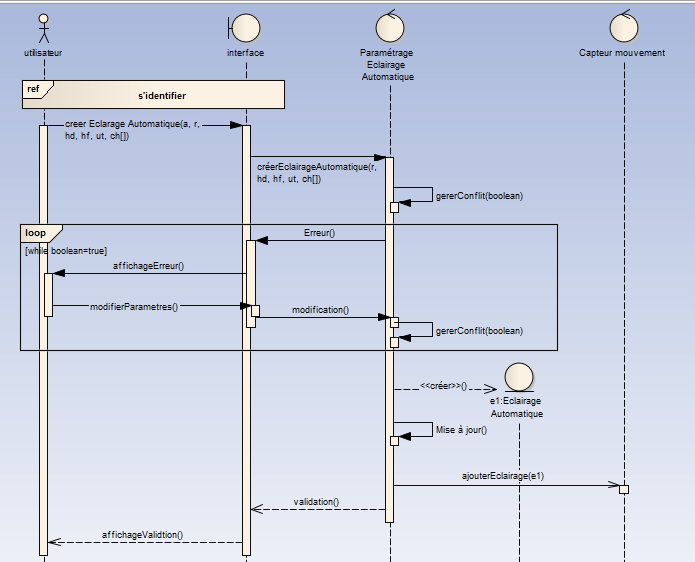 utilisateur
interface
Paramétrage
Eclairage
Automatique
Capteur mouvement
ref
s'identifier
creer Eclarage Automatique(a, r,
hd, hf, ut, ch[])
créerEclairageAutomatique(r,
hd, hf, ut, ch[])
gererConflit(boolean)
loop
[while boolean=true]
Erreur()
affichageErreur()
modifierParametres()
modification()
gererConflit(boolean)
<<créer>>()
e1:Eclairage
Automatique
Mise à jour()
ajouterEclairage(e1)
validation()
affichageValidtion()